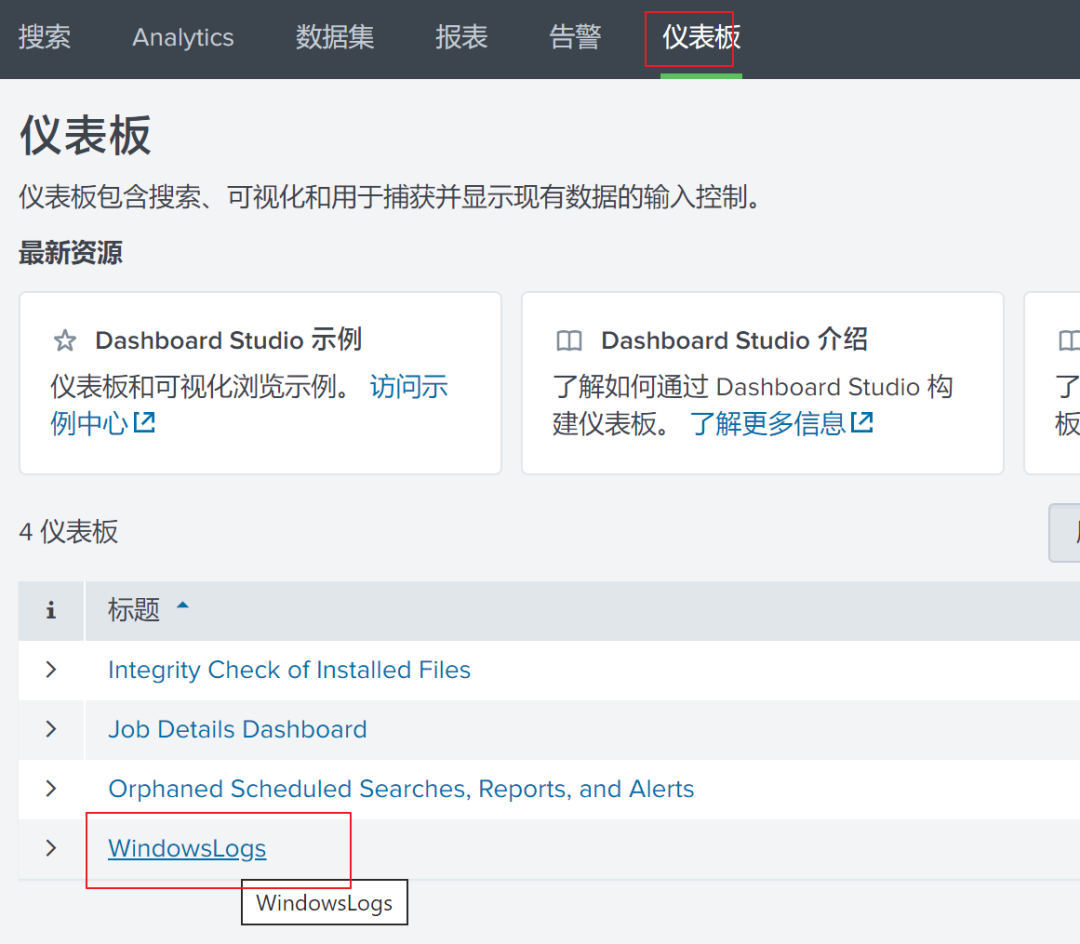 搜索 Analytics 数据集 报表 告警 仪表板
仪表板
仪表板包含搜索、可视化和用于捕获并显示现有数据的输入控制。
最新资源
Dashboard Studio 示例
仪表板和可视化浏览示例。 访问示
例中心
Dashboard Studio 介绍
了解如何通过 Dashboard Studio 构
建仪表板。 了解更多信息
了
板
4 仪表板
i 标题
Integrity Check of Installed Files
Job Details Dashboard
Orphaned Scheduled Searches, Reports, and Alerts
WindowsLogs
WindowsLogs